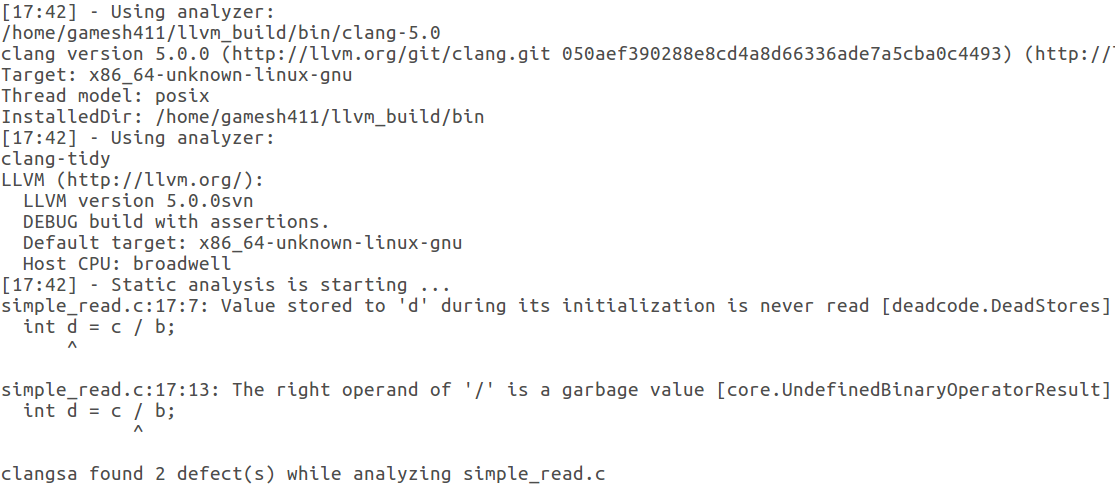 [17:42] - Using analyzer:
/home/gamesh411/llvm_build/bin/clang-5.0
clang version 5.0.0 (http://llvm.org/git/clang.git 050aef390288e8cd4a8d66336ade7a5cba0c4493) (http://
Target: x86_64-unknown-linux-gnu
Thread model: posix
InstalledDir: /home/gamesh411/llvm_build/bin
[17:42] - Using analyzer:
clang-tidy
LLVM (http://llvm.org/):
  LLVM version 5.0.0svn
  DEBUG build with assertions.
  Default target: x86_64-unknown-linux-gnu
  Host CPU: broadwell
[17:42] - Static analysis is starting ...
simple_read.c:17:7: Value stored to 'd' during its initialization is never read [deadcode.DeadStores]
  int d = c / b;
      ^
simple_read.c:17:13: The right operand of '/' is a garbage value [core.UndefinedBinaryOperatorResult]
  int d = c / b;
            ^
clangsa found 2 defect(s) while analyzing simple_read.c